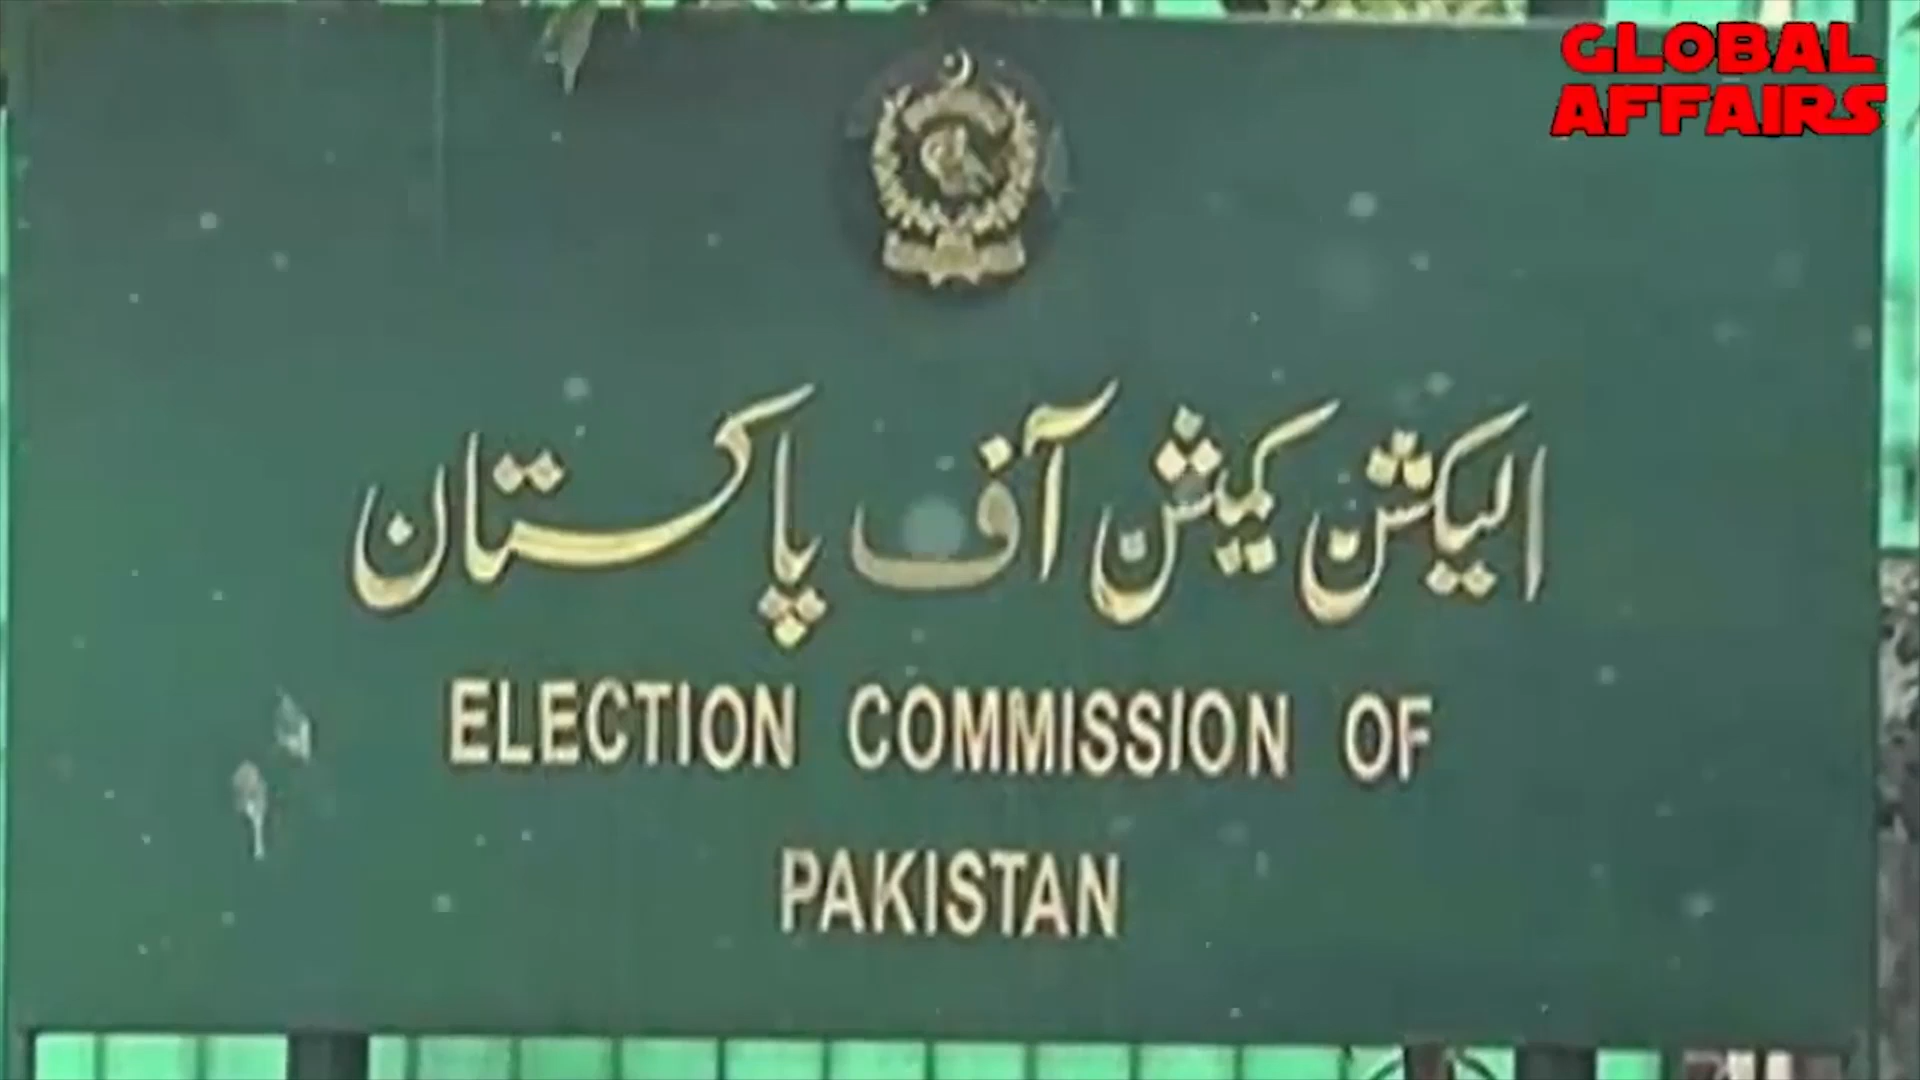 GLOBAL
AFFAIRS
الیکشن کمیشن آف پاکستان
ELECTION COMMISSION OF
PAKISTAN